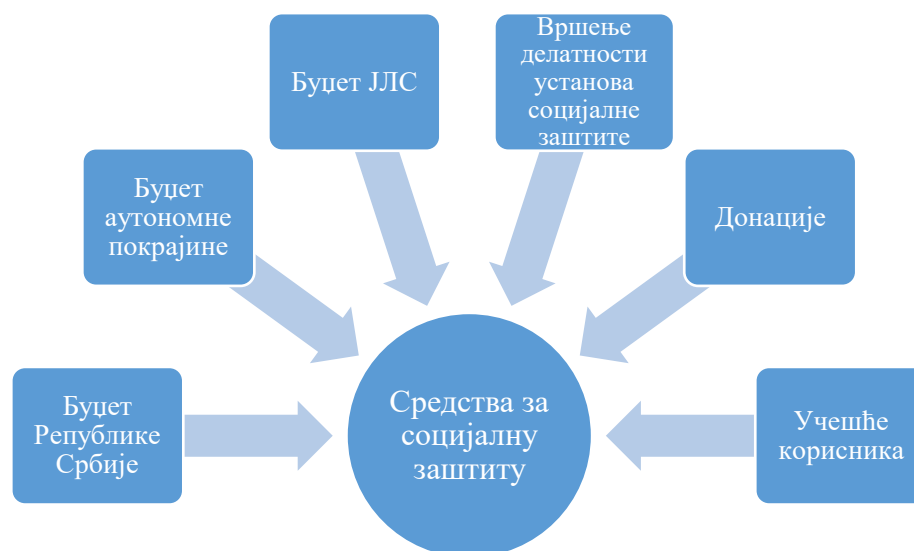 Вршење
делатности
установа
социјалне
заштите
Буџет ЈЛС
Буџет
аутономне
покрајине
Донације
Буџет
Републике
Србије
Средства за
социјалну
заштиту
Учешће
корисника